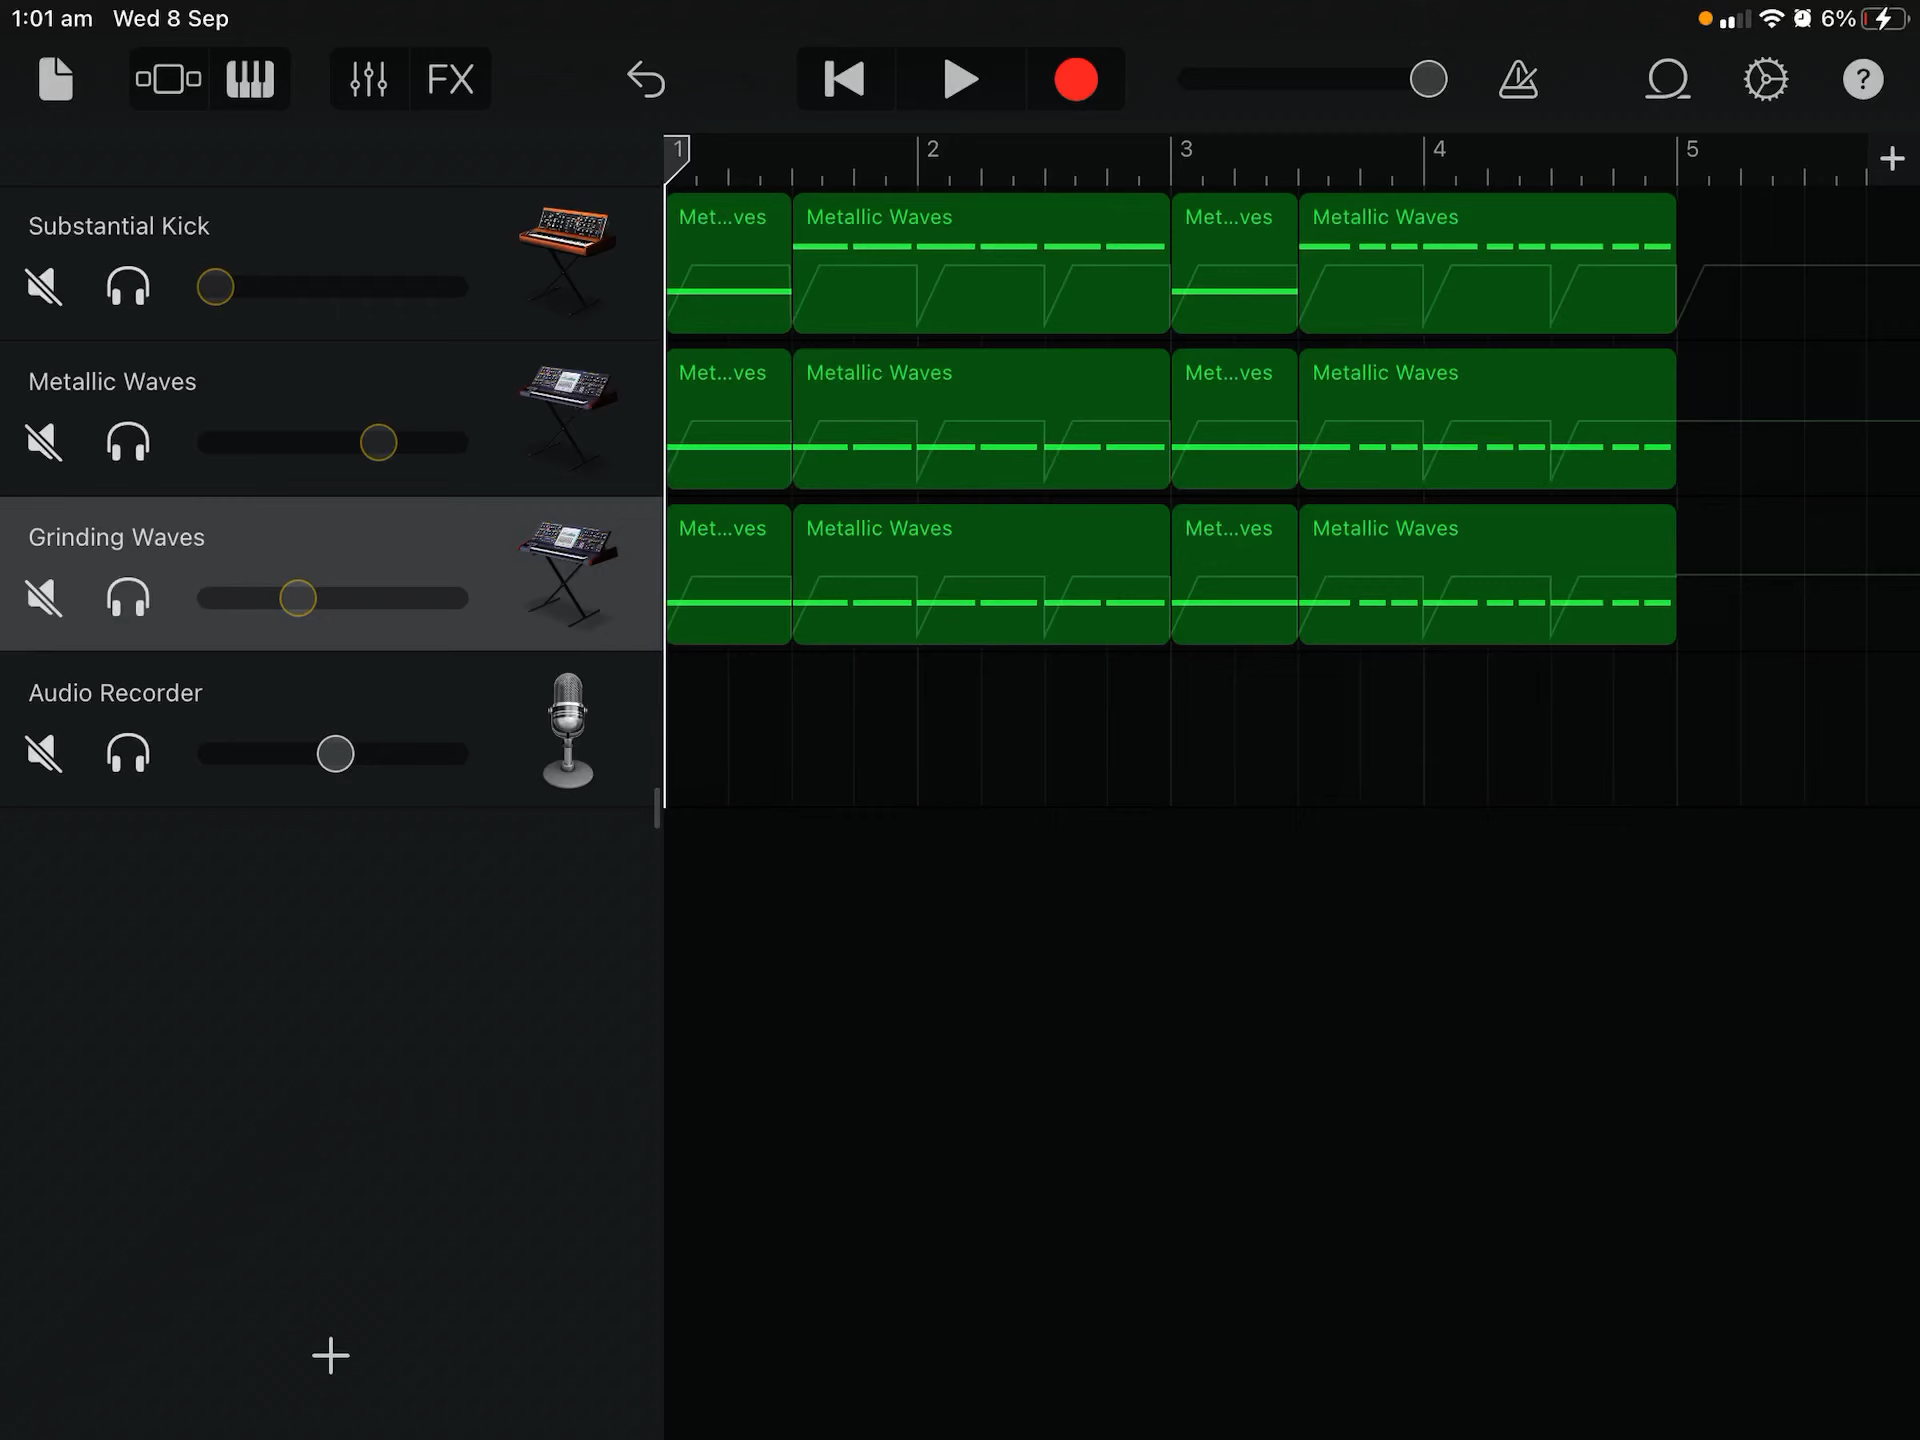 1:01 am Wed 8 Sep 6%
FX ?
1 2 3 4 5
Substantial Kick
Met...ves Metallic Waves Met...ves Metallic Waves
Metallic Waves
Met...ves Metallic Waves Met...ves Metallic Waves
Grinding Waves
Met...ves Metallic Waves Met...ves Metallic Waves
Audio Recorder